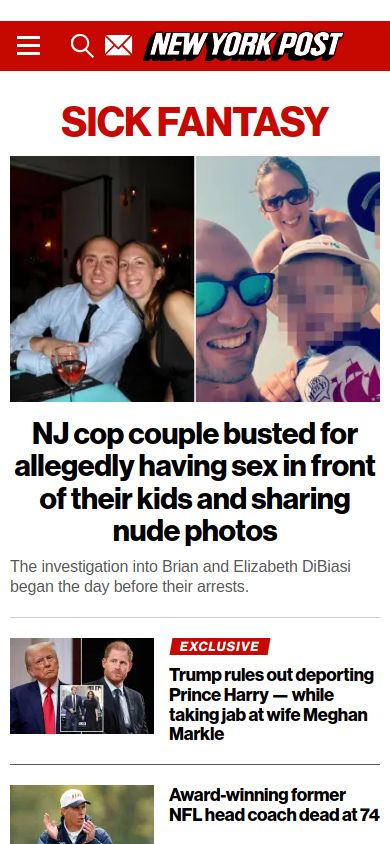 NEW YORK POST
SICK FANTASY
NJ cop couple busted for
allegedly having sex in front
of their kids and sharing
nude photos
The investigation into Brian and Elizabeth DiBiasi
began the day before their arrests.
EXCLUSIVE
Trump rules out deporting
Prince Harry — while
taking jab at wife Meghan
Markle
Award-winning former
NFL head coach dead at 74